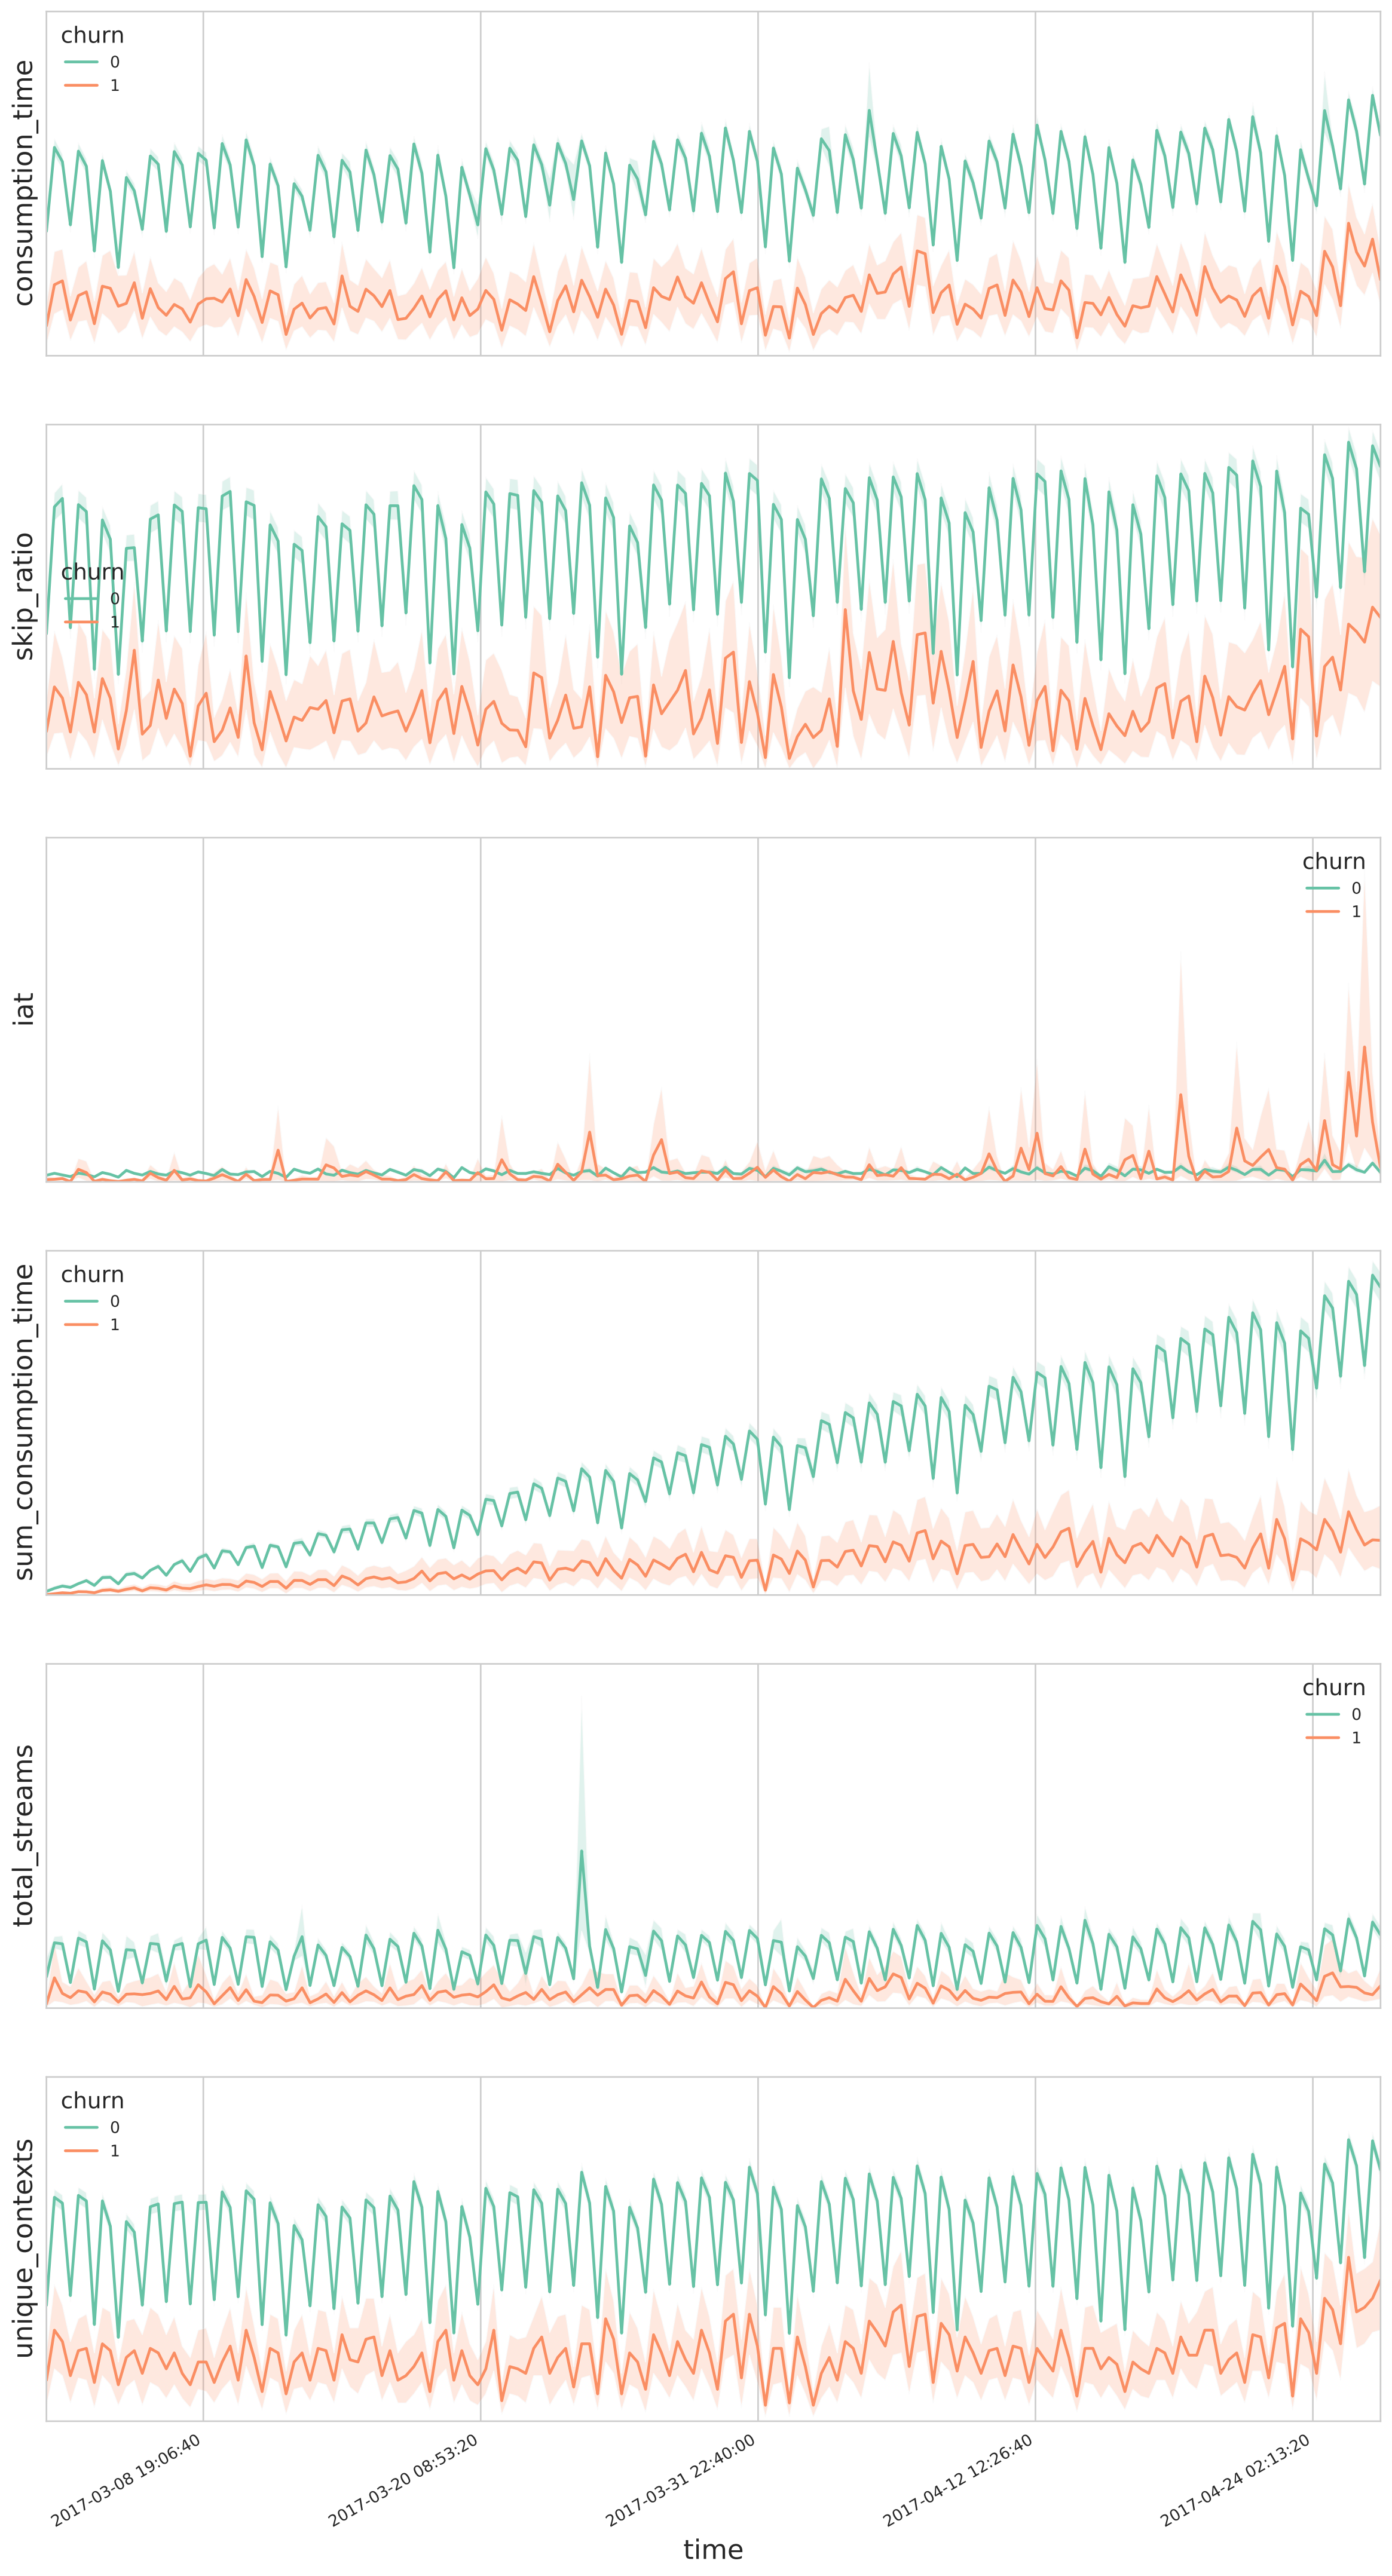 churn
0
1
consumption_time
churn
0
1
skip_ratio
churn
0
1
iat
churn
0
1
sum_consumption_time
churn
0
1
total_streams
churn
0
1
unique_contexts
2017-03-08 19:06:40
2017-03-20 08:53:20
2017-03-31 22:40:00
2017-04-12 12:26:40
2017-04-24 02:13:20
time